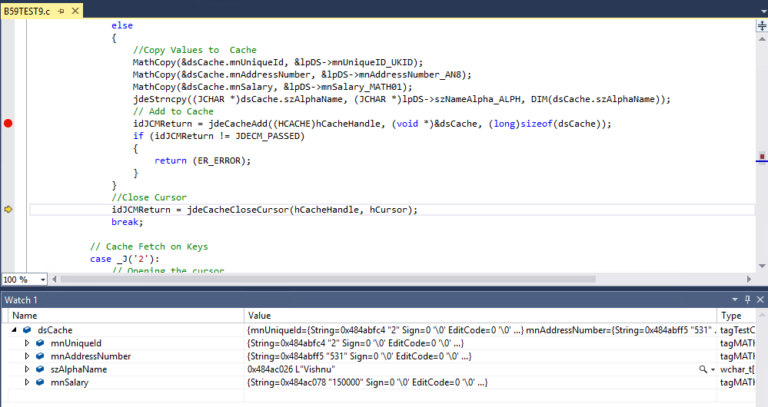 B59TEST9.c
else
{
//Copy Values to  Cache
MathCopy(&dsCache.mnUniqueId, &lpDS->mnUniqueID_UKID);
MathCopy(&dsCache.mnAddressNumber, &lpDS->mnAddressNumber_AN8);
MathCopy(&dsCache.mnSalary, &lpDS->mnSalary_MATH01);
jdeStrncpy((JCHAR *)dsCache.szAlphaName, (JCHAR *)lpDS->szNameAlpha_ALPH, DIM(dsCache.szAlphaName));
// Add to Cache
idJCMReturn = jdeCacheAdd((HCACHE)hCacheHandle, (void *)&dsCache, (long)sizeof(dsCache));
if (idJCMReturn != JDECM_PASSED)
{
return (ER_ERROR);
}
}
//Close Cursor
idJCMReturn = jdeCacheCloseCursor(hCacheHandle, hCursor);
break;
// Cache Fetch on Keys
case _J('2'):
// Opening the cursor
100 %
Watch 1
Name Value Type
dsCache {mnUniqueId={String=0x484abfc4 "2" Sign=0 '\0' EditCode=0 '\0' ...} mnAddressNumber={String=0x484abff5 "531" . tagTestC
mnUniqueId {String=0x484abfc4 "2" Sign=0 '\0' EditCode=0 '\0' ...} tagMATH
mnAddressNumber {String=0x484abff5 "531" Sign=0 '\0' EditCode=0 '\0' ...} tagMATH
szAlphaName 0x484ac026 L"Vishnu" wchar_t[
mnSalary {String=0x484ac078 "150000" Sign=0 '\0' EditCode=0 '\0' ...} tagMATH